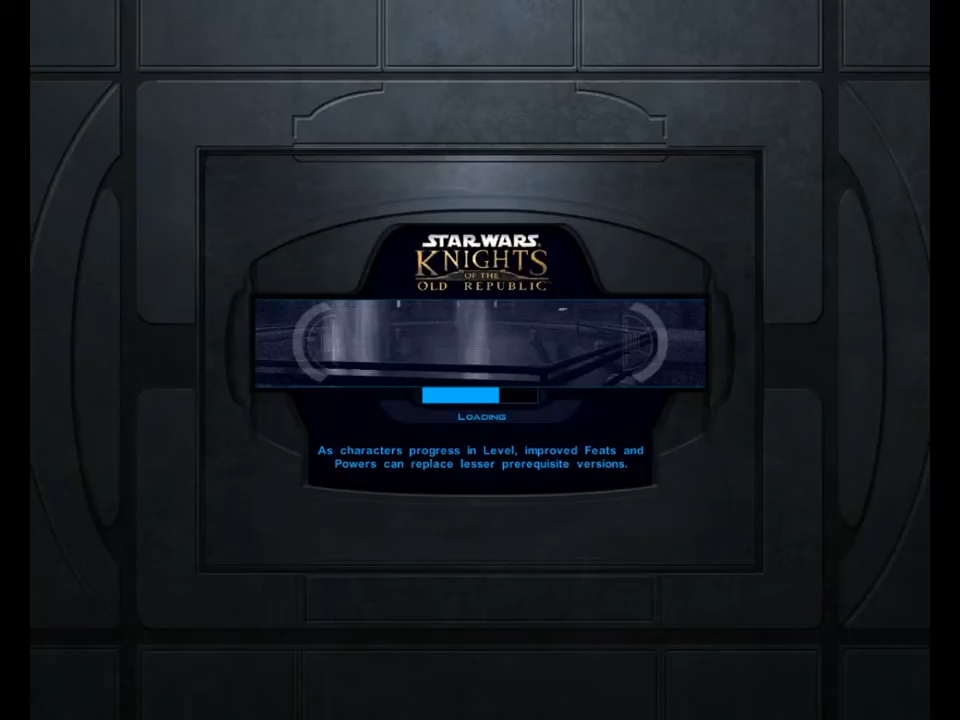 STAR WARS
KNIGHTS
OF THE
OLD REPUBLIC
LOADING
As characters progress in Level, improved Feats and
Powers can replace lesser prerequisite versions.